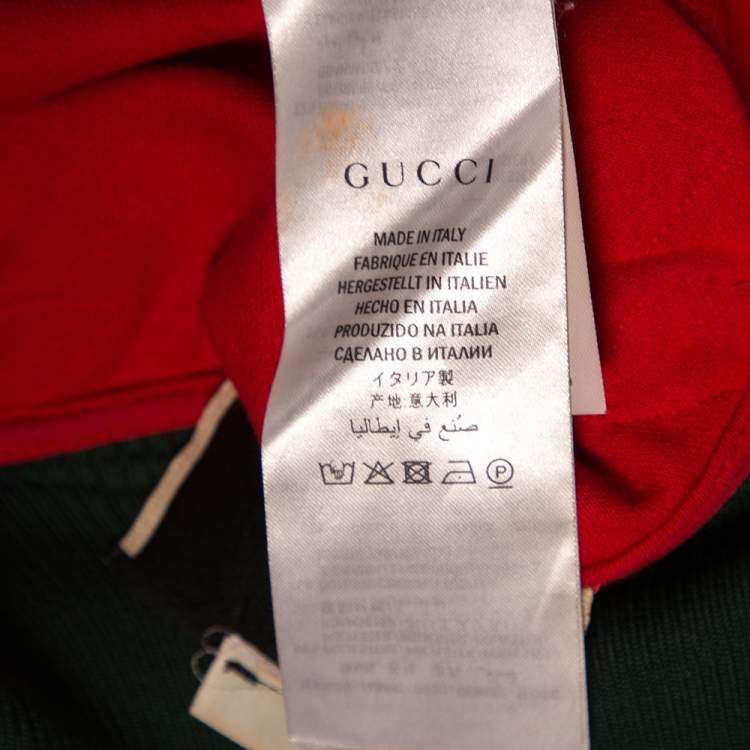 GUCCI
MADE IN ITALY
FABRIQUE EN ITALIE
HERGESTELLT IN ITALIEN
HECHO EN ITALIA
PRODUZIDO NA ITALIA
СДЕЛАНО В ИТАЛИИ
イタリア製
产地:意大利
صُنع في إيطاليا
P